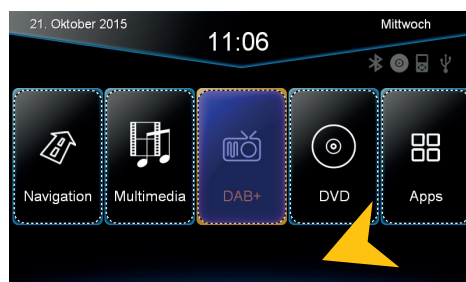 21. Oktober 2015
11:06
Mittwoch
Navigation
Multimedia
DAB+
DVD
Apps